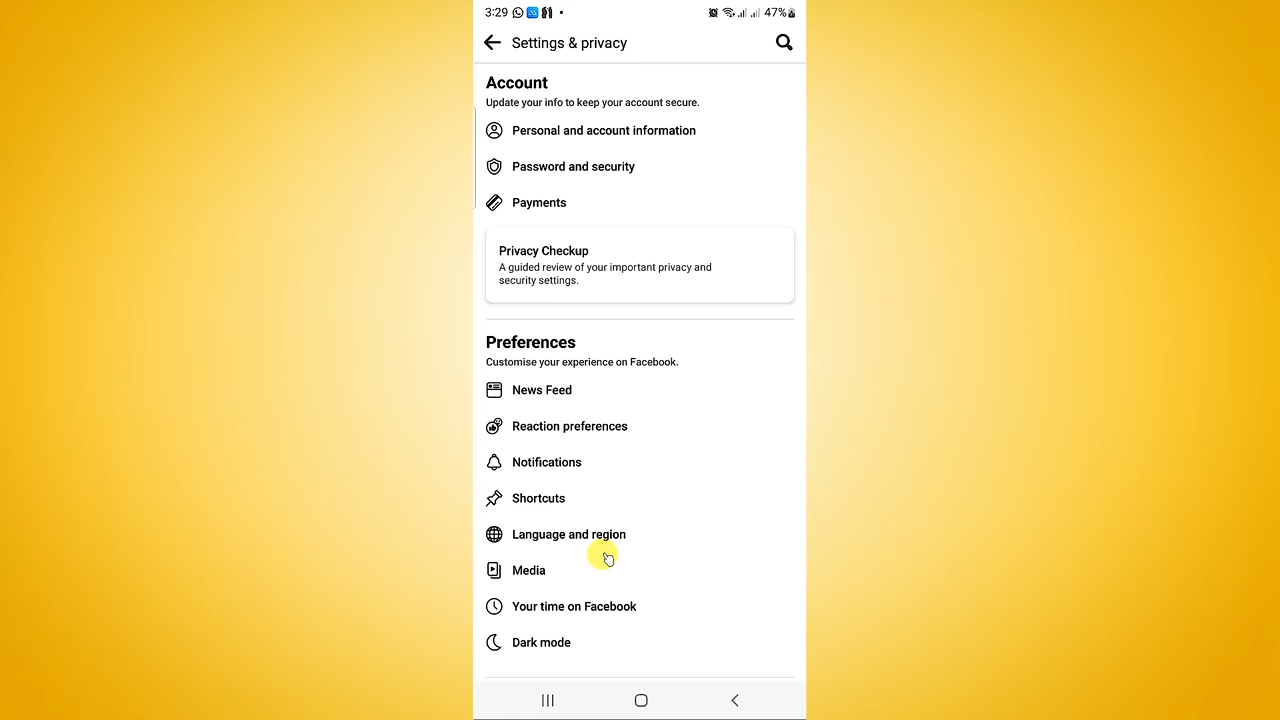 3:29
47%
Settings & privacy
Account
Update your info to keep your account secure.
Personal and account information
Password and security
Payments
Privacy Checkup
A guided review of your important privacy and
security settings.
Preferences
Customise your experience on Facebook.
News Feed
Reaction preferences
Notifications
Shortcuts
Language and region
Media
Your time on Facebook
Dark mode